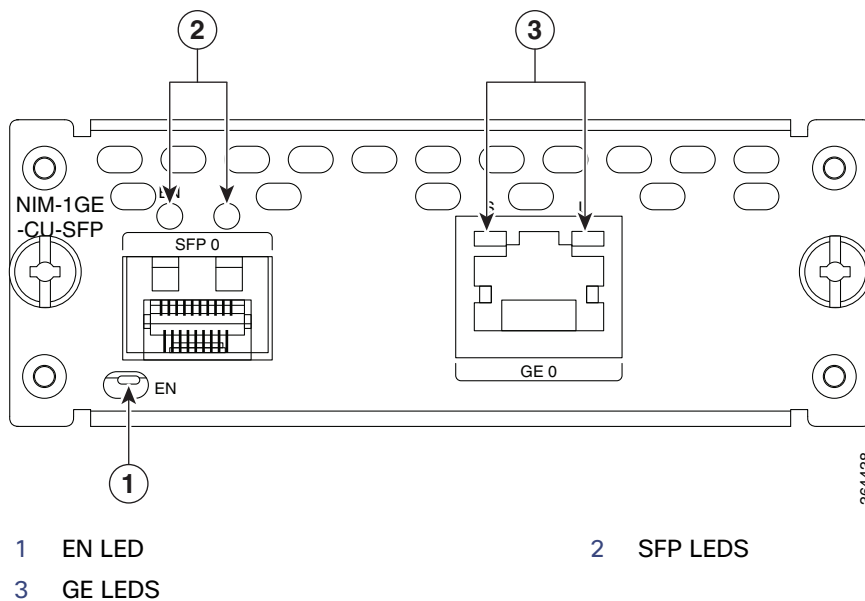 2
3
NIM-1GE
-CU-SFP
SFP 0
S
GE 0
EN
1
1 EN LED
2 SFP LEDS
3 GE LEDS